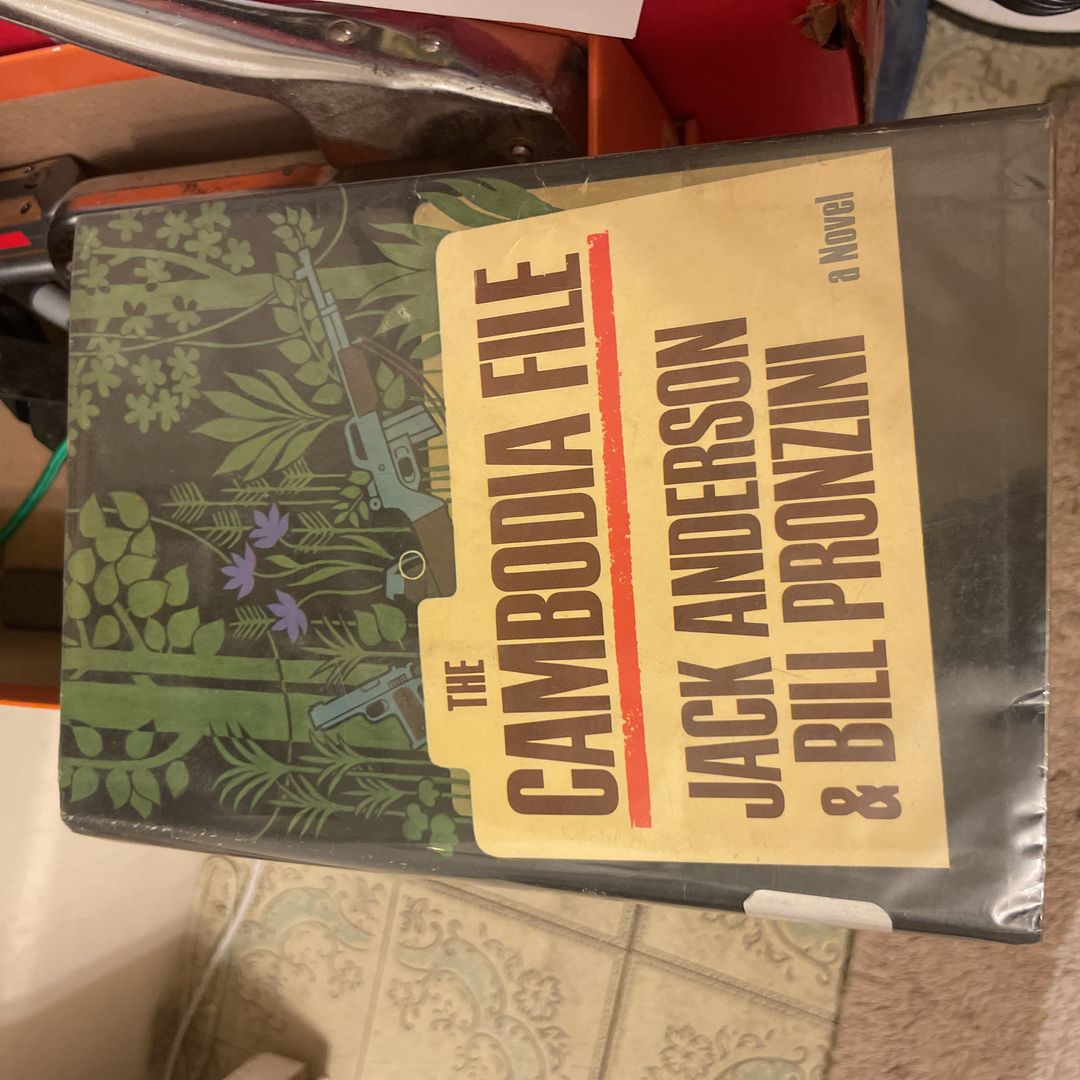 THE
CAMBODIA FILE
JACK ANDERSON
& BILL PRONZINI
a Novel